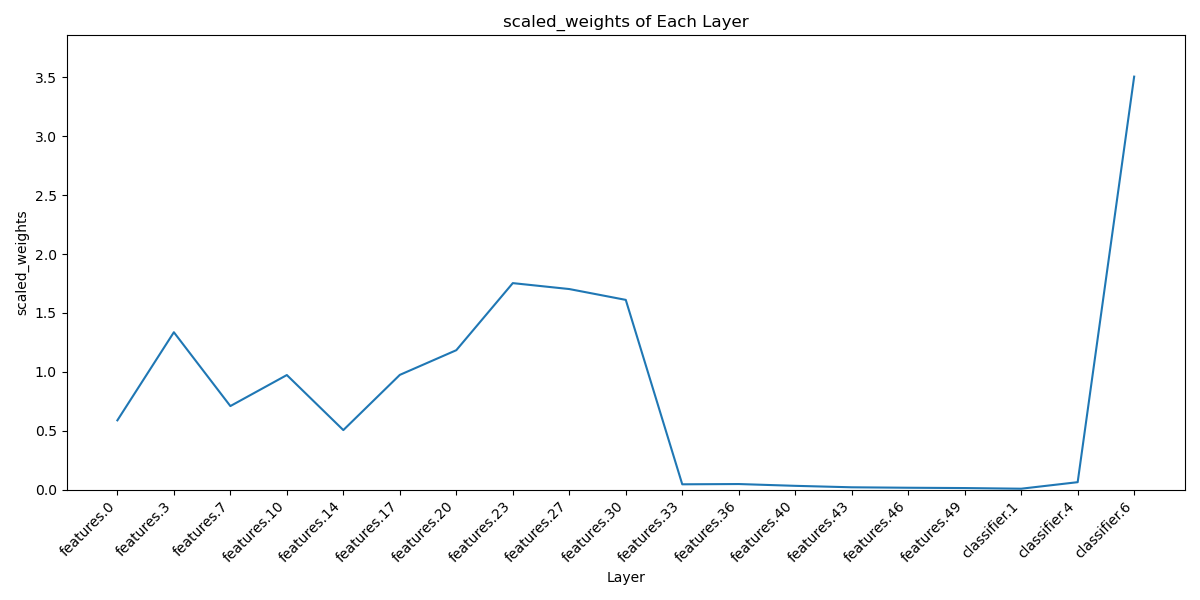 scaled_weights of Each Layer
scaled_weights
3.5
3.0
2.5
2.0
1.5
1.0
0.5
0.0
features.0
features.3
features.7
features.10
features.14
features.17
features.20
features.23
features.27
features.30
features.33
features.36
features.40
features.43
features.46
features.49
classifier.1
classifier.4
classifier.6
Layer